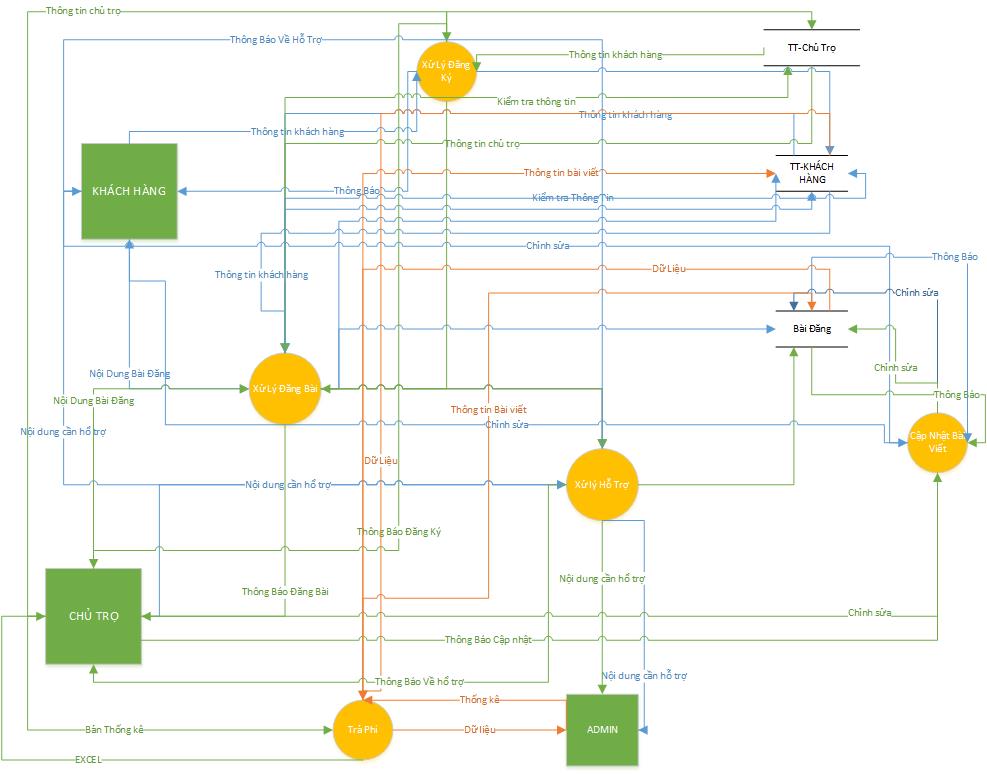 Thông tin chủ trọ
Thông Báo Về Hỗ Trợ
TT-Chủ Trọ
Thông tin khách hàng
Xử Lý Đăng
Ký
Kiểm tra thông tin
Thông tin khách hàng
Thông tin khách hàng
Thông tin chủ trọ
TT-KHÁCH
HÀNG
Thông tin bài viết
KHÁCH HÀNG
Thông Báo
Kiểm tra Thông Tin
Chỉnh sửa
Thông Báo
Dữ Liệu
Thông tin khách hàng
Chỉnh sửa
Bài Đăng
Chỉnh sửa
Nội Dung Bài Đăng
Xử Lý Đăng Bài
Thông Báo
Nội Dung Bài Đăng
Thông tin Bài viết
Chỉnh sửa
Nội dung cần hổ trợ
Cập Nhật Bài
Viết
Dữ Liệu
Nội dung cần hổ trợ
Xử lý Hỗ Trợ
Thông Báo Đăng Ký
Nội dung cần hổ trợ
Thông Báo Đăng Bài
CHỦ TRỌ
Chỉnh sửa
Thông Báo Cập nhật
Nội dung cần hỗ trợ
Thông Báo Về hổ trợ
Thống kê
Bản Thống kê
Trả Phí
Dữ liệu
ADMIN
EXCEL